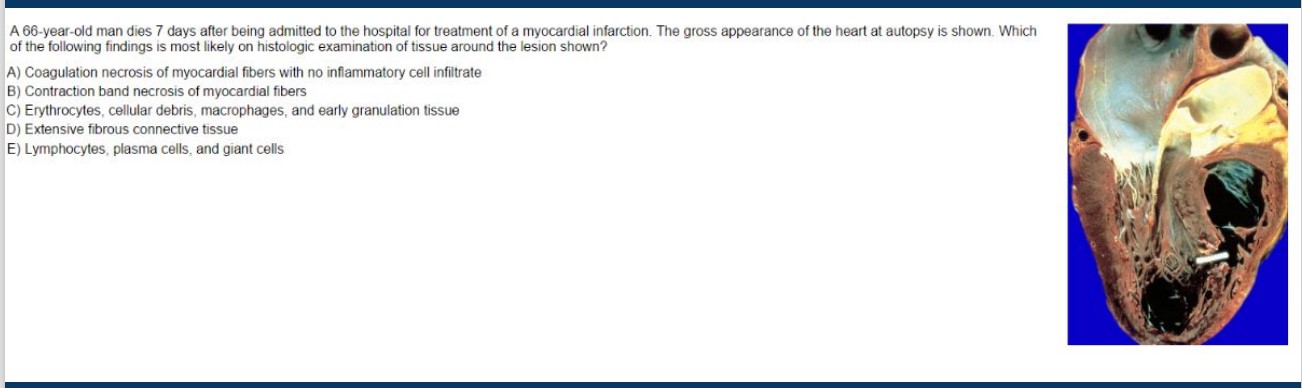 A 66-year-old man dies 7 days after being admitted to the hospital for treatment of a myocardial infarction. The gross appearance of the heart at autopsy is shown. Which
of the following findings is most likely on histologic examination of tissue around the lesion shown?
A) Coagulation necrosis of myocardial fibers with no inflammatory cell infiltrate
B) Contraction band necrosis of myocardial fibers
C) Erythrocytes, cellular debris, macrophages, and early granulation tissue
D) Extensive fibrous connective tissue
E) Lymphocytes, plasma cells, and giant cells